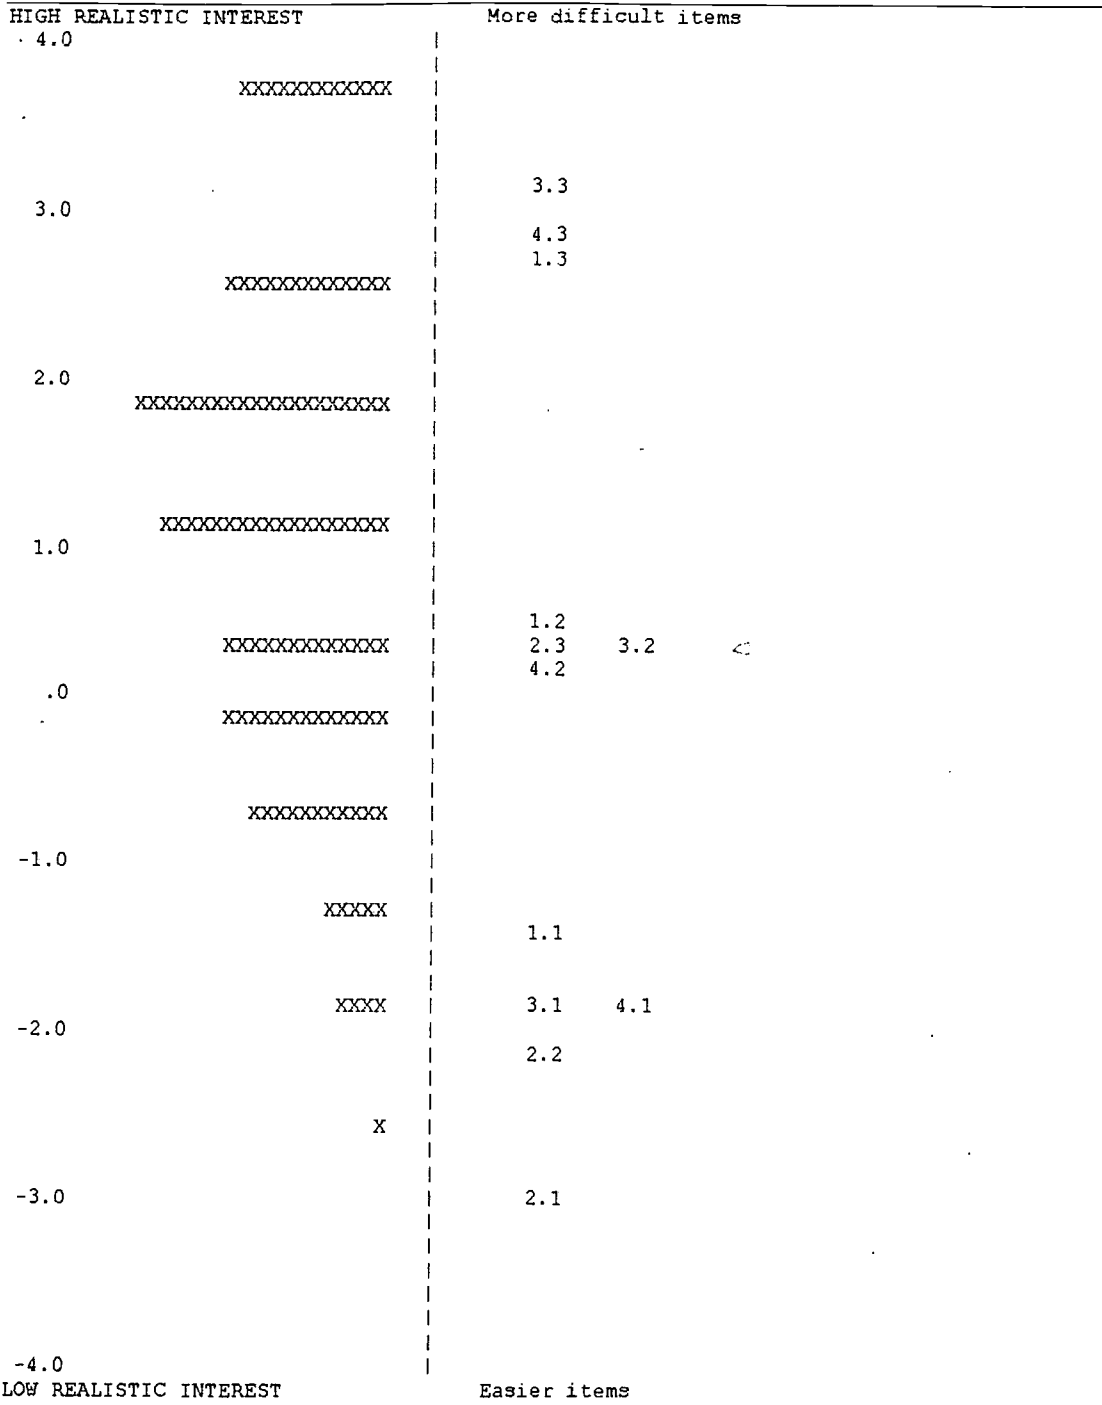 HIGH REALISTIC INTEREST More difficult items
4.0
XXXXXXXXXXXX
3.3
3.0
4.3
1.3
XXXXXXXXXXXXX
2.0
XXXXXXXXXXXXXXXXXXXX
XXXXXXXXXXXXXXXXXX
1.0
1.2
XXXXXXXXXXXXX 2.3 3.2
4.2
.0
XXXXXXXXXXXXX
XXXXXXXXXXX
-1.0
XXXXX
1.1
XXXX 3.1 4.1
-2.0
2.2
X
-3.0 2.1
-4.0
LOW REALISTIC INTEREST Easier items